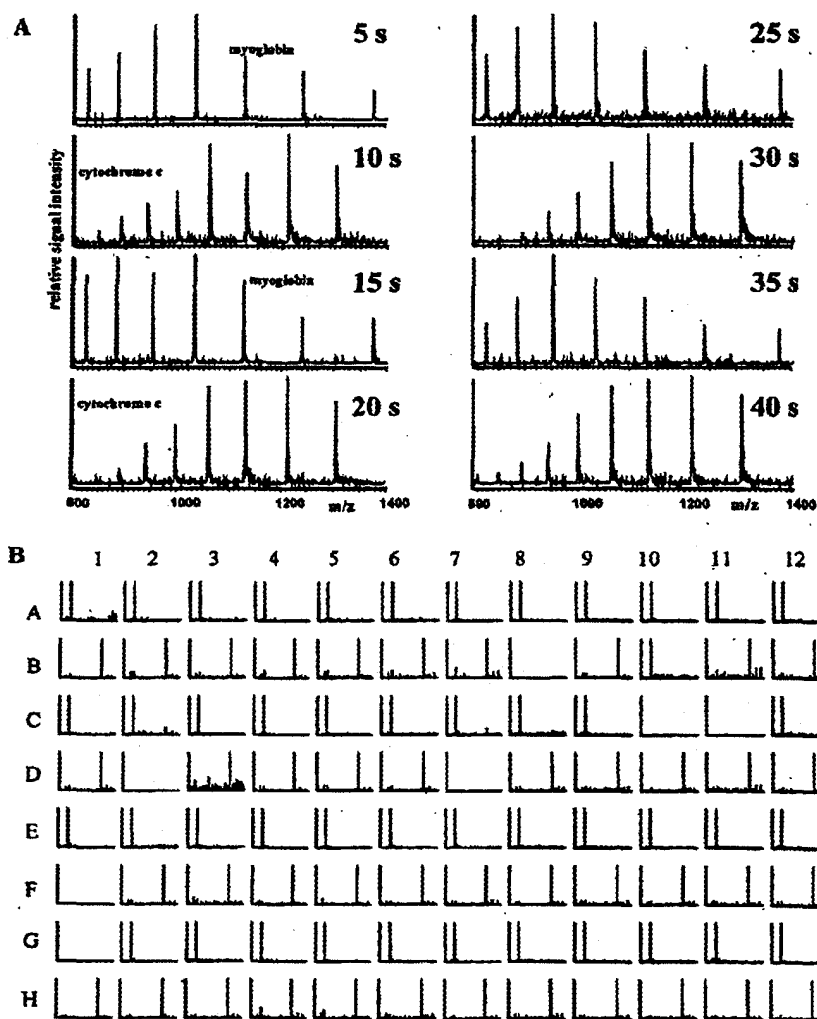 A
5 s
25 s
myoglobin
10 s
30 s
cytochrome c
relative signal intensity
15 s
35 s
myoglobin
20 s
40 s
cytochrome c
800 1000 1200 m/z 1400
800 1000 1200 m/z 1400
B 1 2 3 4 5 6 7 8 9 10 11 12
A
B
C
D
E
F
G
H